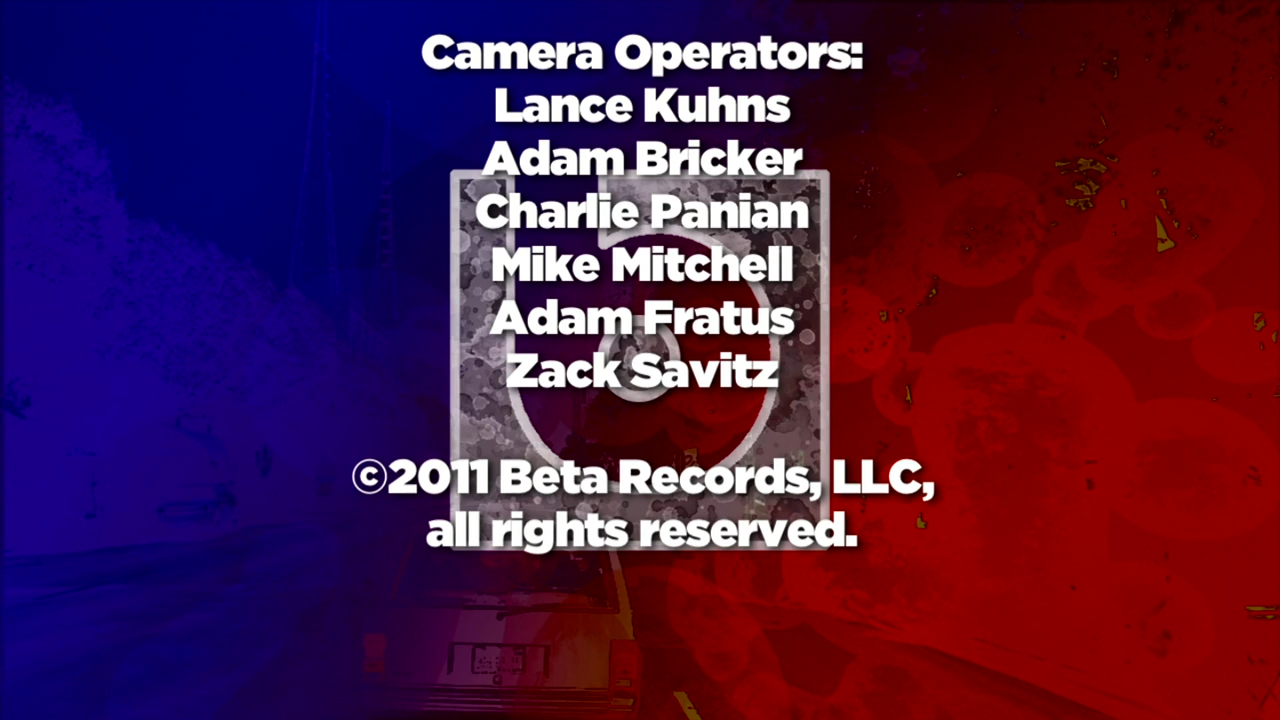 Camera Operators:
Lance Kuhns
Adam Bricker
Charlie Panian
Mike Mitchell
Adam Fratus
Zack Savitz
©2011 Beta Records, LLC,
all rights reserved.